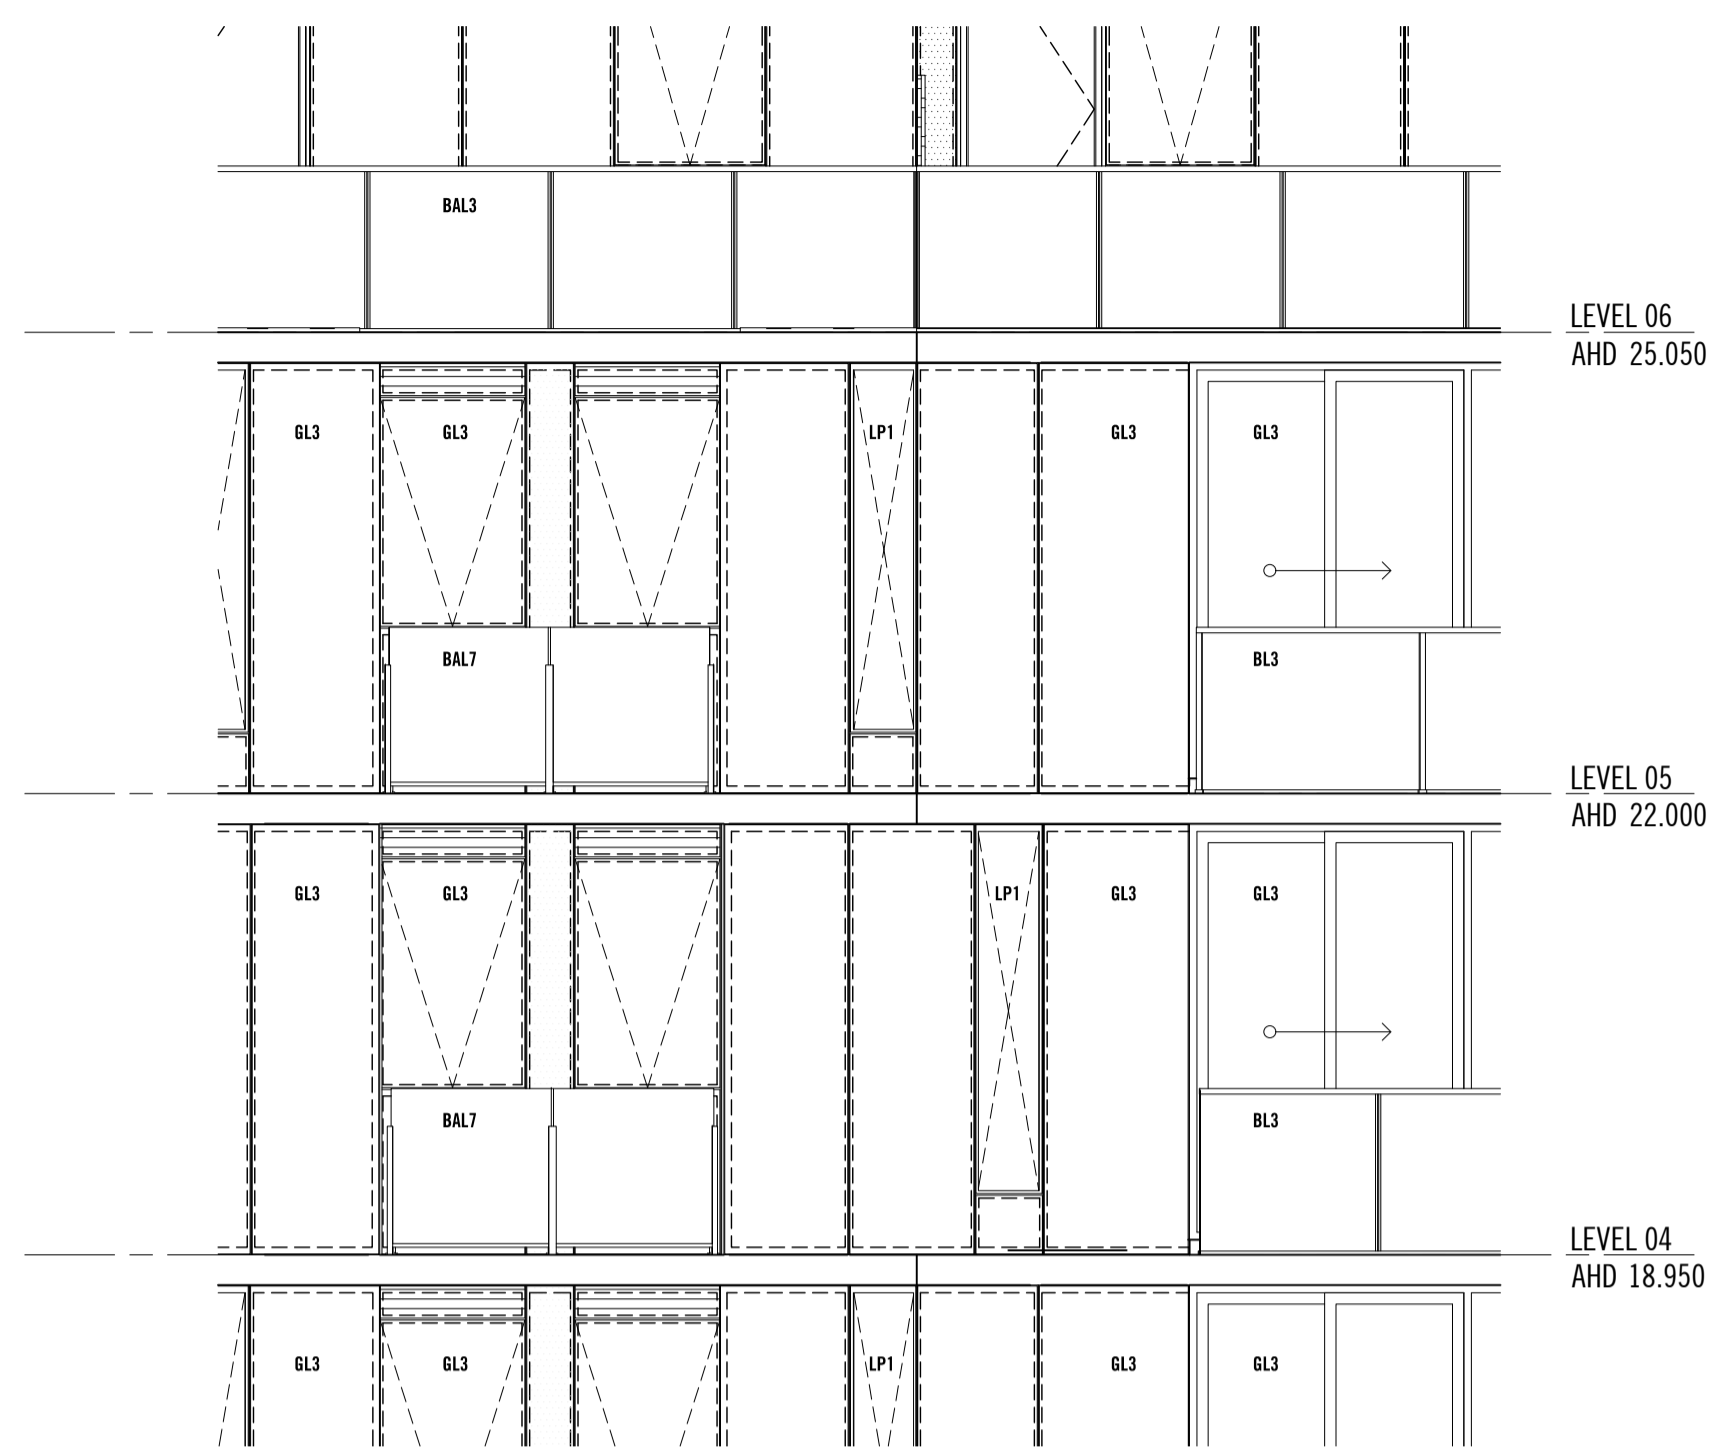 BAL3
LEVEL 06
AHD 25.050
GL3 GL3 LP1 GL3 GL3
BAL7 BL3
LEVEL 05
AHD 22.000
GL3 GL3 LP1 GL3 GL3
BAL7 BL3
LEVEL 04
AHD 18.950
GL3 GL3 LP1 GL3 GL3